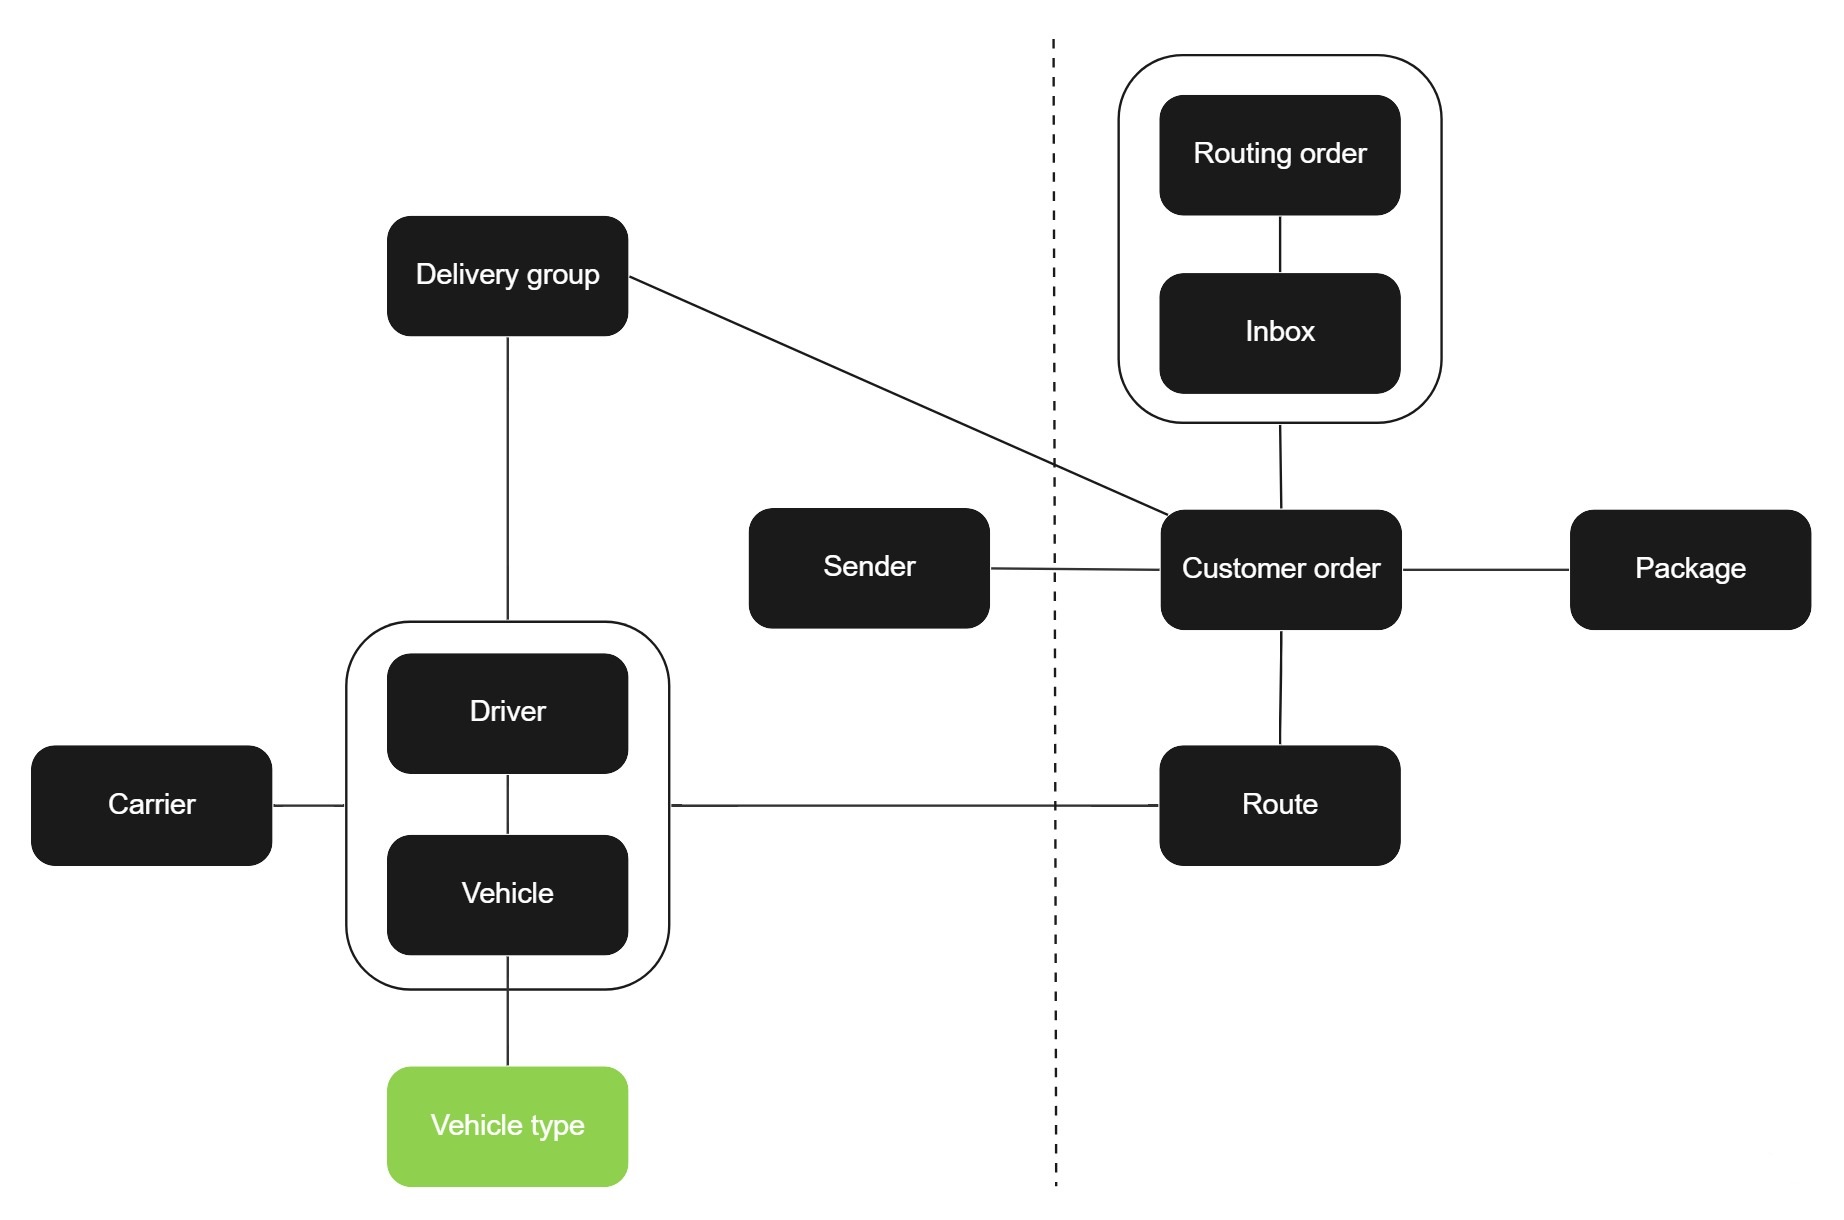 Routing order
Delivery group
Inbox
Sender
Customer order
Package
Driver
Carrier
Route
Vehicle
Vehicle type